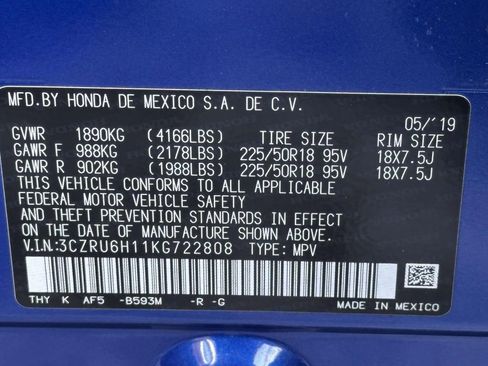 MFD.BY HONDA DE MEXICO S.A. DE C.V.
05/'19
GVWR 1890KG (4166LBS) TIRE SIZE RIM SIZE
GAWR F 988KG (2178LBS) 225/50R18 95V 18X7.5J
GAWR R 902KG (1988LBS) 225/50R18 95V 18X7.5J
THIS VEHICLE CONFORMS TO ALL APPLICABLE
FEDERAL MOTOR VEHICLE SAFETY
AND THEFT PREVENTION STANDARDS IN EFFECT
ON THE DATE OF MANUFACTURE SHOWN ABOVE.
V.I.N:3CZRU6H11KG722808 TYPE: MPV
THY K AF5 -B593M -R -G
MADE IN MEXICO